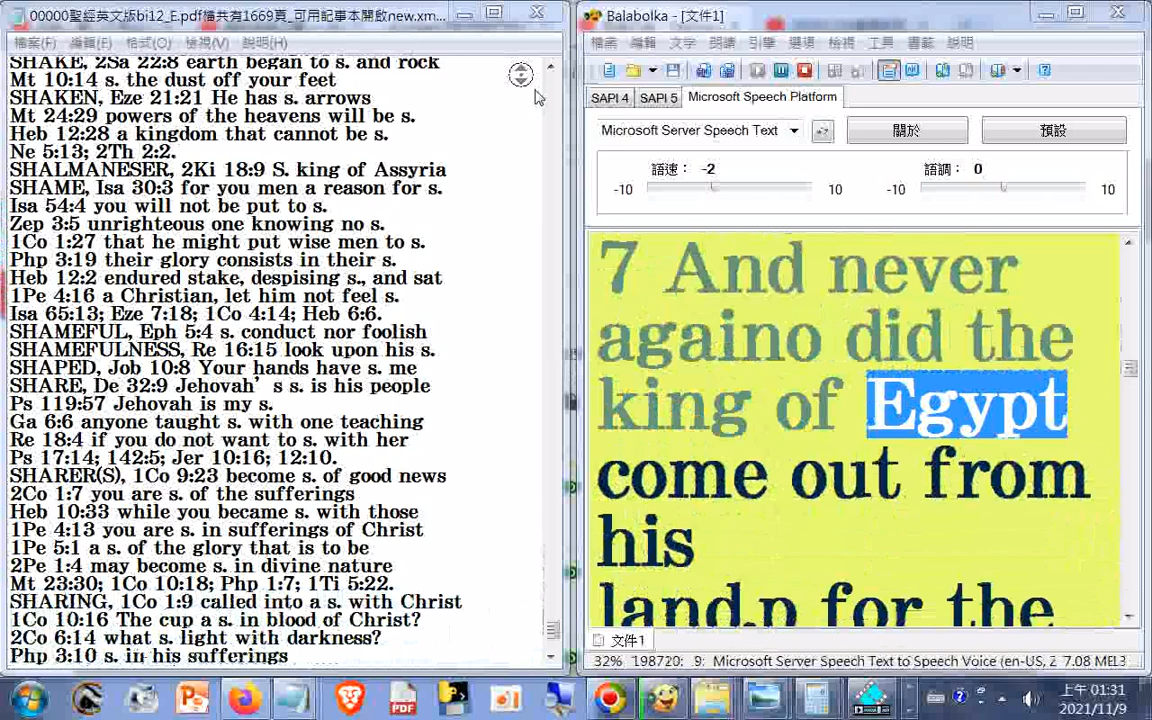 00000聖經英文版bi12_E.pdf檔共有1669頁_可用記事本開啟new.xm...
檔案(F) 編輯(E) 格式(O) 檢視(V) 說明(H)
SHAKE, 2Sa 22:8 earth began to s. and rock
Mt 10:14 s. the dust off your feet
SHAKEN, Eze 21:21 He has s. arrows
Mt 24:29 powers of the heavens will be s.
Heb 12:28 a kingdom that cannot be s.
Ne 5:13; 2Th 2:2.
SHALMANESER, 2Ki 18:9 S. king of Assyria
SHAME, Isa 30:3 for you men a reason for s.
Isa 54:4 you will not be put to s.
Zep 3:5 unrighteous one knowing no s.
1Co 1:27 that he might put wise men to s.
Php 3:19 their glory consists in their s.
Heb 12:2 endured stake, despising s., and sat
1Pe 4:16 a Christian, let him not feel s.
Isa 65:13; Eze 7:18; 1Co 4:14; Heb 6:6.
SHAMEFUL, Eph 5:4 s. conduct nor foolish
SHAMEFULNESS, Re 16:15 look upon his s.
SHAPED, Job 10:8 Your hands have s. me
SHARE, De 32:9 Jehovah’s s. is his people
Ps 119:57 Jehovah is my s.
Ga 6:6 anyone taught s. with one teaching
Re 18:4 if you do not want to s. with her
Ps 17:14; 142:5; Jer 10:16; 12:10.
SHARER(S), 1Co 9:23 become s. of good news
2Co 1:7 you are s. of the sufferings
Heb 10:33 while you became s. with those
1Pe 4:13 you are s. in sufferings of Christ
1Pe 5:1 a s. of the glory that is to be
2Pe 1:4 may become s. in divine nature
Mt 23:30; 1Co 10:18; Php 1:7; 1Ti 5:22.
SHARING, 1Co 1:9 called into a s. with Christ
1Co 10:16 The cup a s. in blood of Christ?
2Co 6:14 what s. light with darkness?
Php 3:10 s. in his sufferings
Balabolka - [文件1]
檔案 編輯 文字 朗讀 引擎 選項 檢視 工具 書籤 說明
SAPI 4 SAPI 5 Microsoft Speech Platform
Microsoft Server Speech Text 關於 預設
語速: -2 語調: 0
-10 10 -10 10
7 And never
againo did the
king of Egypt
come out from
his
land,p for the
文件1
32% 198720: .9: Microsoft Server Speech Text to Speech Voice (en-US, Z 7.08 MEL3
上午 01:31
2021/11/9